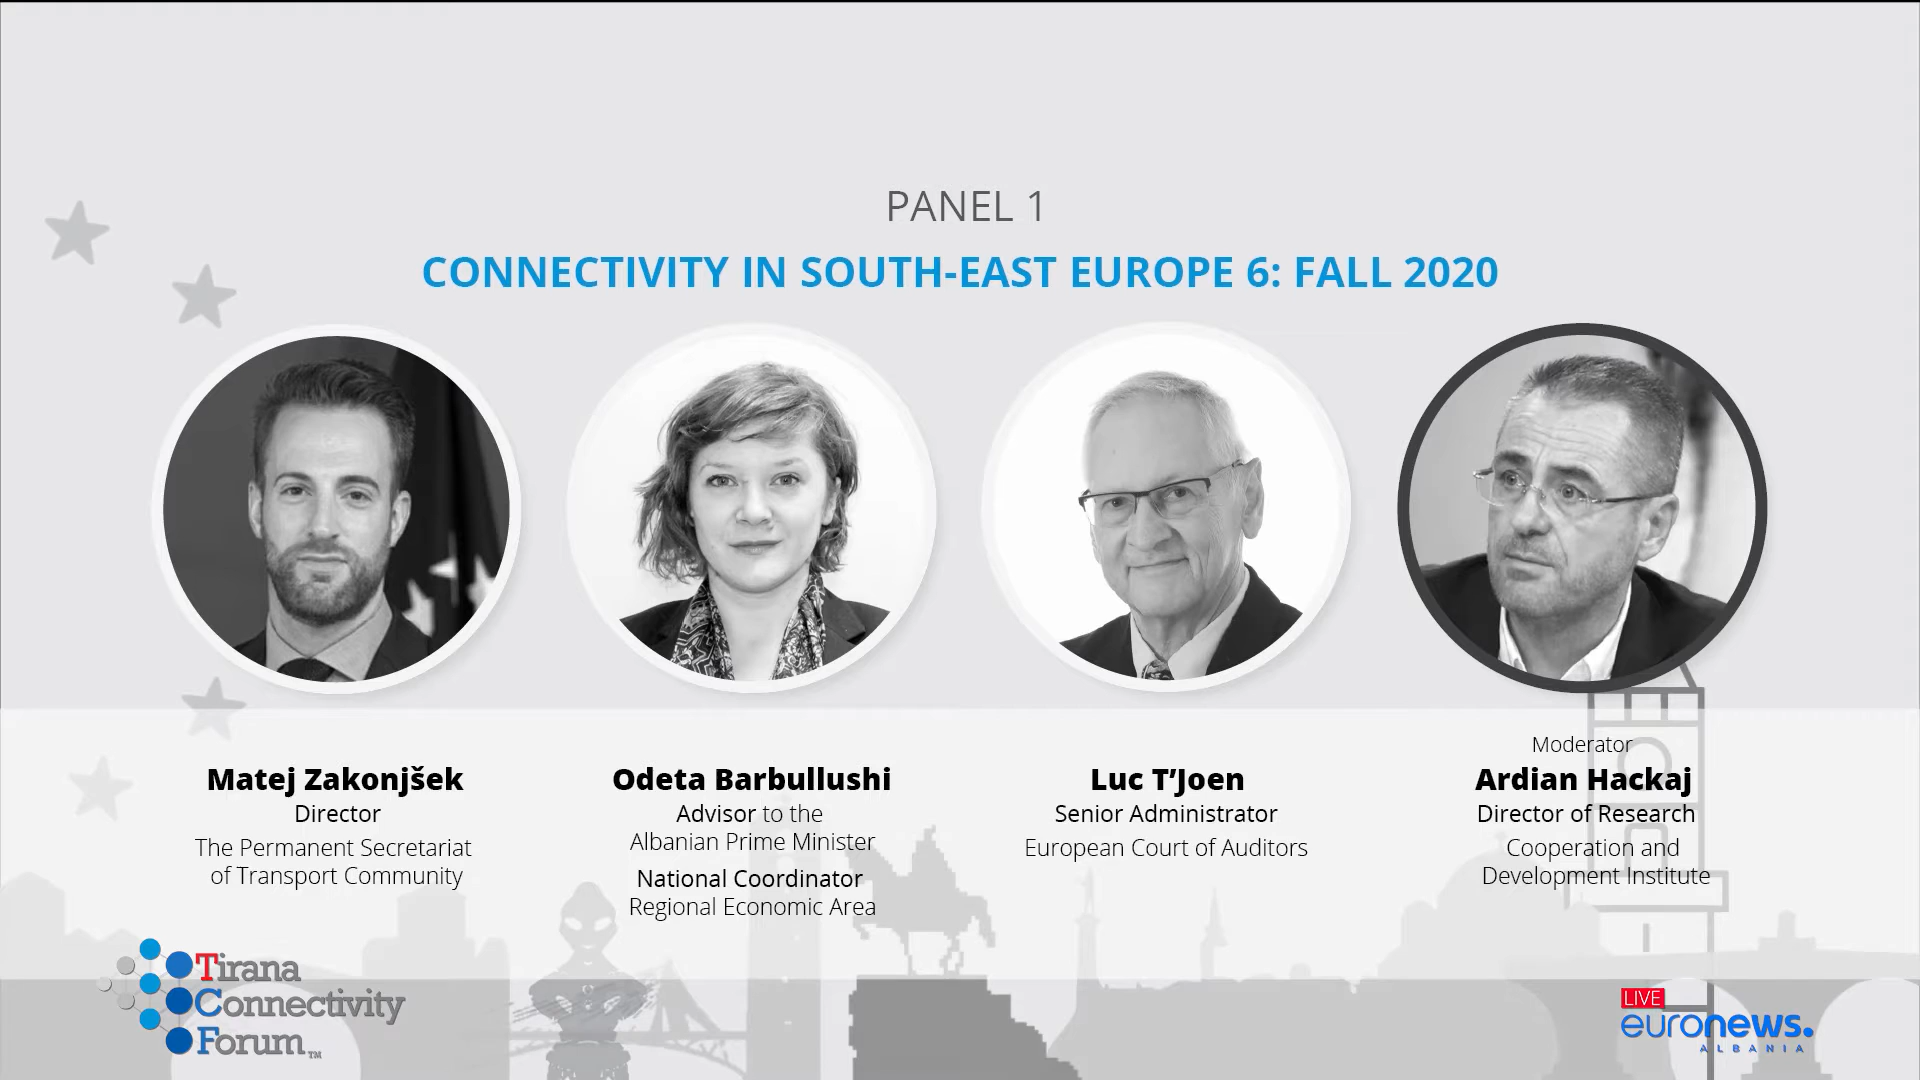 PANEL 1
CONNECTIVITY IN SOUTH-EAST EUROPE 6: FALL 2020
Matej Zakonjšek
Director
The Permanent Secretariat
of Transport Community
Odeta Barbullushi
Advisor to the
Albanian Prime Minister
National Coordinator
Regional Economic Area
Luc T’Joen
Senior Administrator
European Court of Auditors
Moderator
Ardian Hackaj
Director of Research
Cooperation and
Development Institute
Tirana
Connectivity
Forum™
LIVE
euronews.
ALBANIA